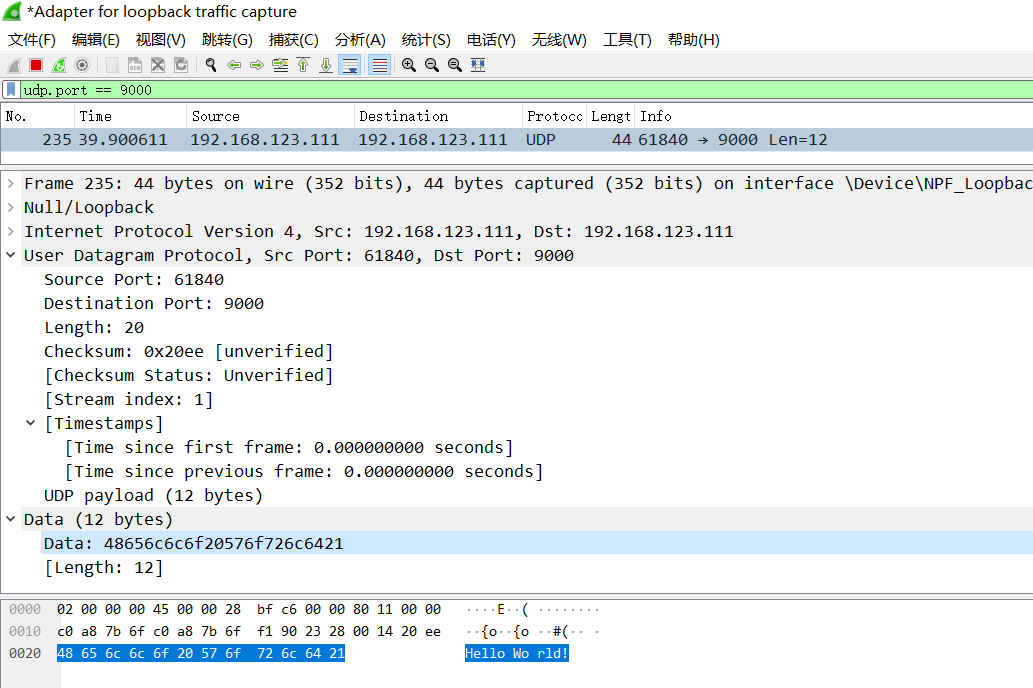 *Adapter for loopback traffic capture
文件(F) 编辑(E) 视图(V) 跳转(G) 捕获(C) 分析(A) 统计(S) 电话(Y) 无线(W) 工具(T) 帮助(H)
udp.port == 9000
No. Time Source Destination Protocc Lengt Info
235 39.900611 192.168.123.111 192.168.123.111 UDP 44 61840 → 9000 Len=12
Frame 235: 44 bytes on wire (352 bits), 44 bytes captured (352 bits) on interface \Device\NPF_Loopbac
Null/Loopback
Internet Protocol Version 4, Src: 192.168.123.111, Dst: 192.168.123.111
User Datagram Protocol, Src Port: 61840, Dst Port: 9000
Source Port: 61840
Destination Port: 9000
Length: 20
Checksum: 0x20ee [unverified]
[Checksum Status: Unverified]
[Stream index: 1]
[Timestamps]
[Time since first frame: 0.000000000 seconds]
[Time since previous frame: 0.000000000 seconds]
UDP payload (12 bytes)
Data (12 bytes)
Data: 48656c6c6f20576f726c6421
[Length: 12]
0000 02 00 00 00 45 00 00 28 bf c6 00 00 80 11 00 00 ····E··( ········
0010 c0 a8 7b 6f c0 a8 7b 6f f1 90 23 28 00 14 20 ee ··{o··{o ··#(·· ·
0020 48 65 6c 6c 6f 20 57 6f 72 6c 64 21 Hello Wo rld!